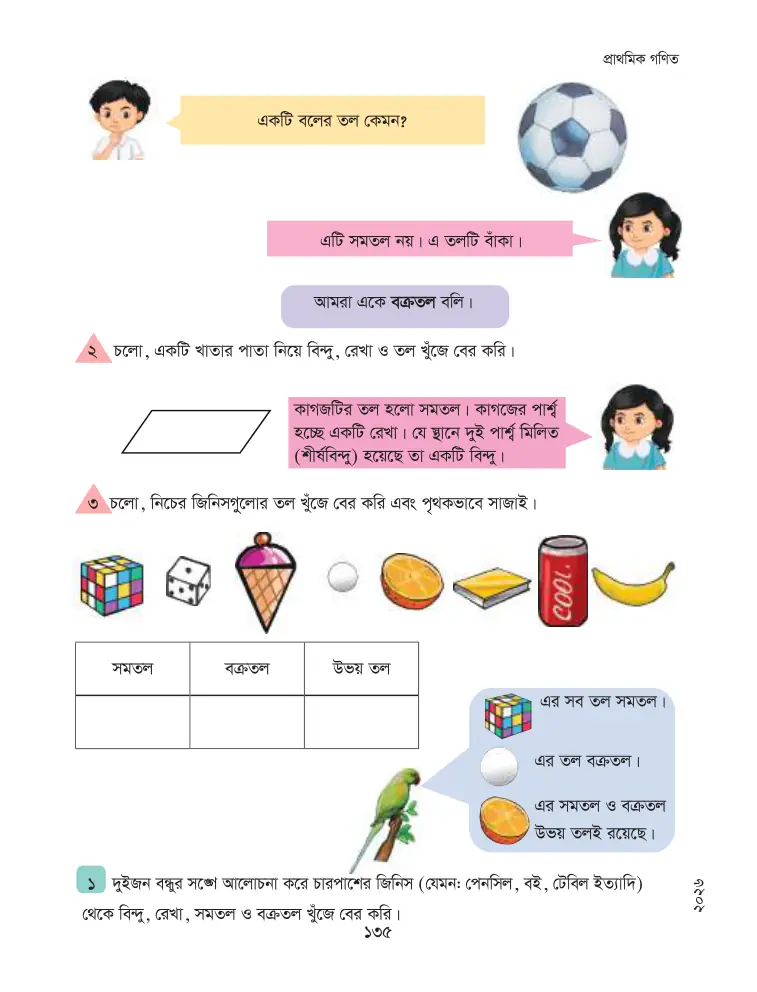 প্রাথমিক গণিত
একটি বলের তল কেমন?
এটি সমতল নয়। এ তলটি বাঁকা।
আমরা একে বক্রতল বলি।
২ চলো, একটি খাতার পাতা নিয়ে বিন্দু, রেখা ও তল খুঁজে বের করি।
কাগজটির তল হলো সমতল। কাগজের পার্শ্ব
হচ্ছে একটি রেখা। যে স্থানে দুই পার্শ্ব মিলিত
(শীর্ষবিন্দু) হয়েছে তা একটি বিন্দু।
৩ চলো, নিচের জিনিসগুলোর তল খুঁজে বের করি এবং পৃথকভাবে সাজাই।
COOL.
সমতল বক্রতল উভয় তল
এর সব তল সমতল।
এর তল বক্রতল।
এর সমতল ও বক্রতল
উভয় তলই রয়েছে।
১ দুইজন বন্ধুর সঙ্গে আলোচনা করে চারপাশের জিনিস (যেমন: পেনসিল, বই, টেবিল ইত্যাদি)
থেকে বিন্দু, রেখা, সমতল ও বক্রতল খুঁজে বের করি।
১৩৫
২০২৬